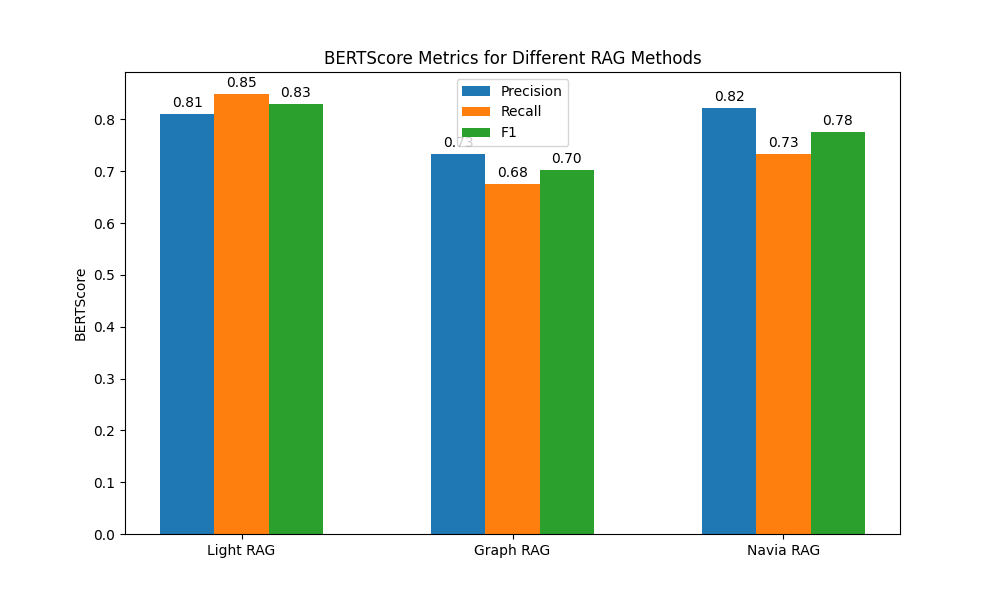 BERTScore Metrics for Different RAG Methods
BERTScore
0.8
0.7
0.6
0.5
0.4
0.3
0.2
0.1
0.0
0.81
0.85
0.83
0.73
0.68
0.70
0.82
0.73
0.78
Precision
Recall
F1
Light RAG
Graph RAG
Navia RAG